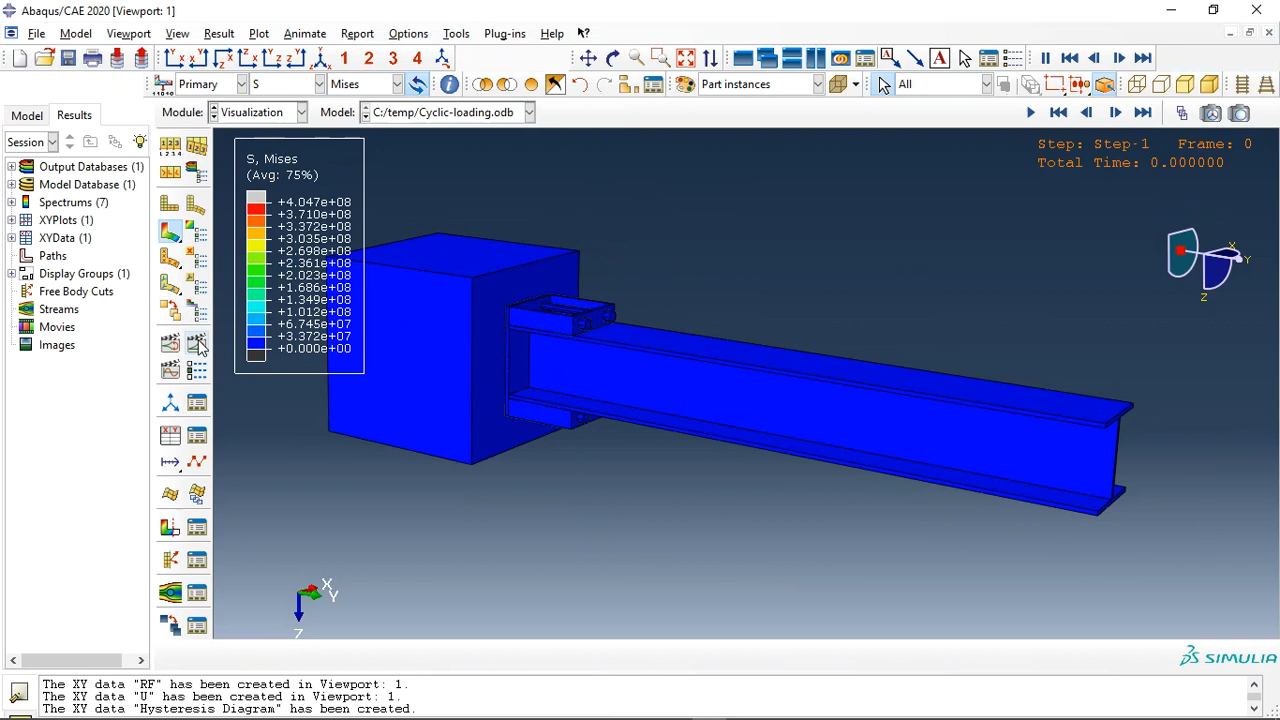 Abaqus/CAE 2020 [Viewport: 1]
File Model Viewport View Result Plot Animate Report Options Tools Plug-ins Help
1 2 3 4 A
Primary S Mises Part instances All
Module: Visualization Model: C:/temp/Cyclic-loading.odb
Model Results
Session
Output Databases (1)
Model Database (1)
Spectrums (7)
XYPlots (1)
XYData (1)
Paths
Display Groups (1)
Free Body Cuts
Streams
Movies
Images
S, Mises
(Avg: 75%)
+4.047e+08
+3.710e+08
+3.372e+08
+3.035e+08
+2.698e+08
+2.361e+08
+2.023e+08
+1.686e+08
+1.349e+08
+1.012e+08
+6.745e+07
+3.372e+07
+0.000e+00
Step: Step-1 Frame: 0
Total Time: 0.000000
X
Y
Z
X
Y
Z
SIMULIA
The XY data "RF" has been created in Viewport: 1.
The XY data "U" has been created in Viewport: 1.
The XY data "Hysteresis Diagram" has been created.